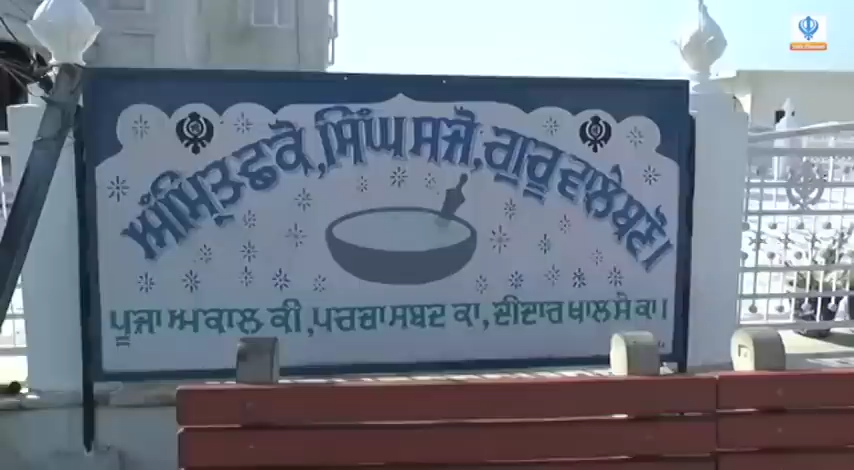 ਅੰਮ੍ਰਿਤ ਛਕੋ, ਸਿੰਘ ਸਜੋ, ਗੁਰੂ ਵਾਲੇ ਬਣੋ।
ਪੂਜਾ ਅਕਾਲ ਕੀ, ਪਰਚਾ ਸਬਦ ਕਾ, ਦੀਦਾਰ ਖਾਲਸੇ ਕਾ।